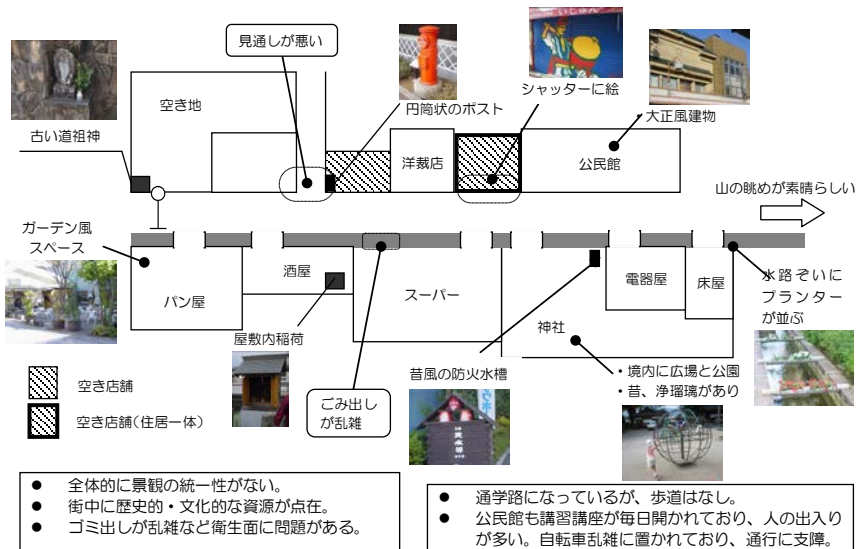 見通しが悪い
空き地
古い道祖神
円筒状のポスト
シャッターに絵
大正風建物
洋裁店
公民館
山の眺めが素晴らしい
ガーデン風
スペース
パン屋
酒屋
屋敷内稲荷
スーパー
電器屋
床屋
神社
水路ぞいに
プランター
が並ぶ
空き店舗
空き店舗（住居一体）
ごみ出し
が乱雑
昔風の防火水槽
・境内に広場と公園
・昔、浄瑠璃があり
● 全体的に景観の統一性がない。
● 街中に歴史的・文化的な資源が点在。
● ゴミ出しが乱雑など衛生面に問題がある。
● 通学路になっているが、歩道はなし。
● 公民館も講習講座が毎日開かれており、人の出入り
が多い。自転車乱雑に置かれており、通行に支障。